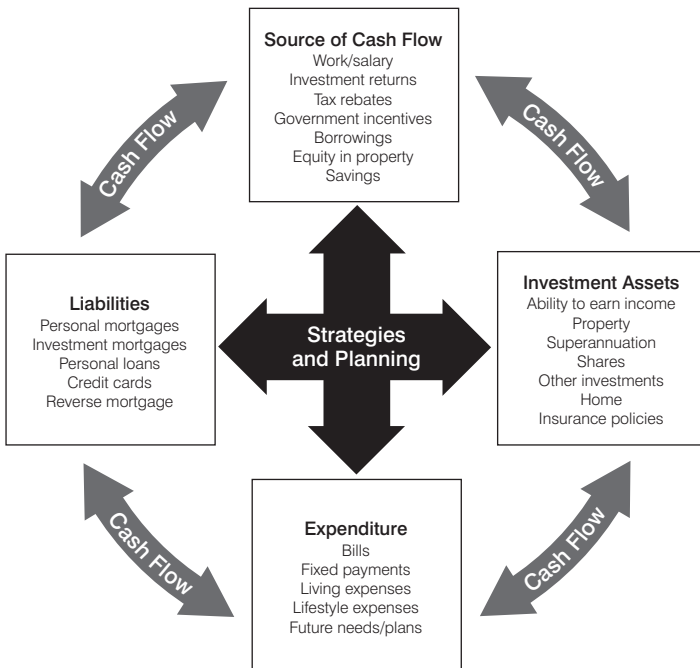 Source of Cash Flow
Work/salary
Investment returns
Tax rebates
Government incentives
Borrowings
Equity in property
Savings
Cash Flow
Cash Flow
Liabilities
Personal mortgages
Investment mortgages
Personal loans
Credit cards
Reverse mortgage
Strategies
and Planning
Investment Assets
Ability to earn income
Property
Superannuation
Shares
Other investments
Home
Insurance policies
Cash Flow
Cash Flow
Expenditure
Bills
Fixed payments
Living expenses
Lifestyle expenses
Future needs/plans